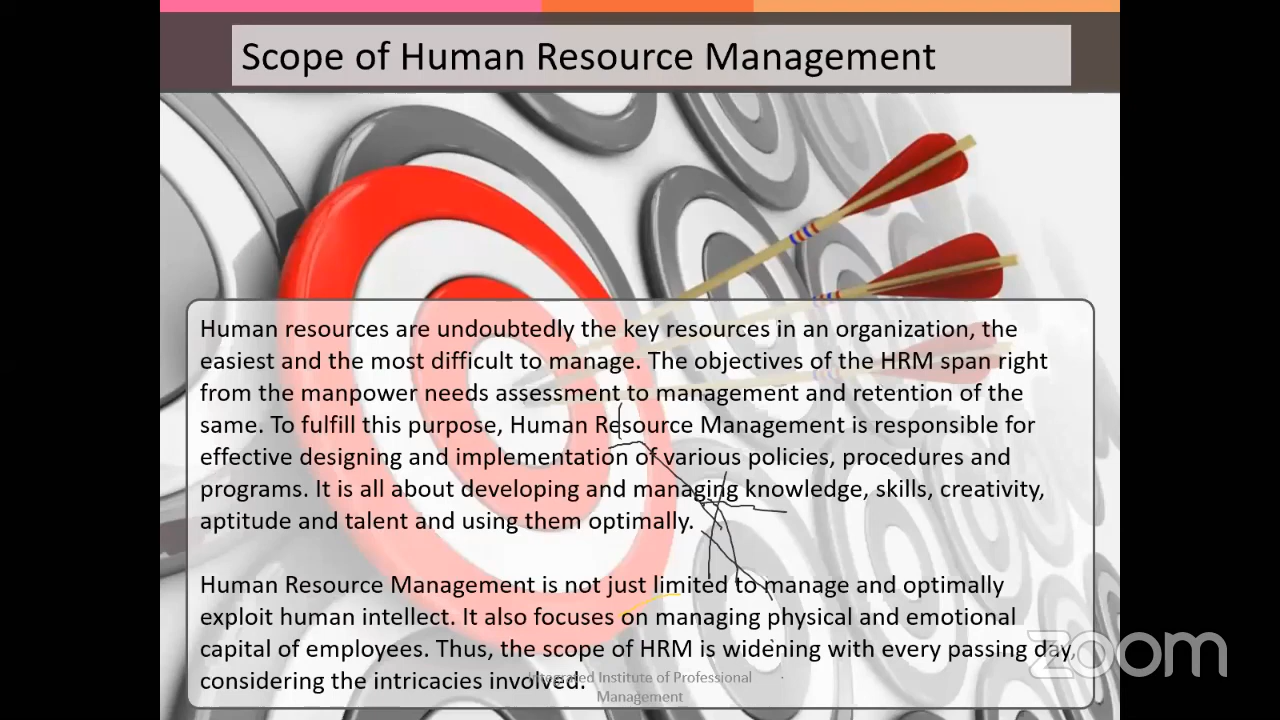 Scope of Human Resource Management
Human resources are undoubtedly the key resources in an organization, the
easiest and the most difficult to manage. The objectives of the HRM span right
from the manpower needs assessment to management and retention of the
same. To fulfill this purpose, Human Resource Management is responsible for
effective designing and implementation of various policies, procedures and
programs. It is all about developing and managing knowledge, skills, creativity,
aptitude and talent and using them optimally.
Human Resource Management is not just limited to manage and optimally
exploit human intellect. It also focuses on managing physical and emotional
capital of employees. Thus, the scope of HRM is widening with every passing day,
considering the intricacies involved.
Integrated Institute of Professional
Management
zoom